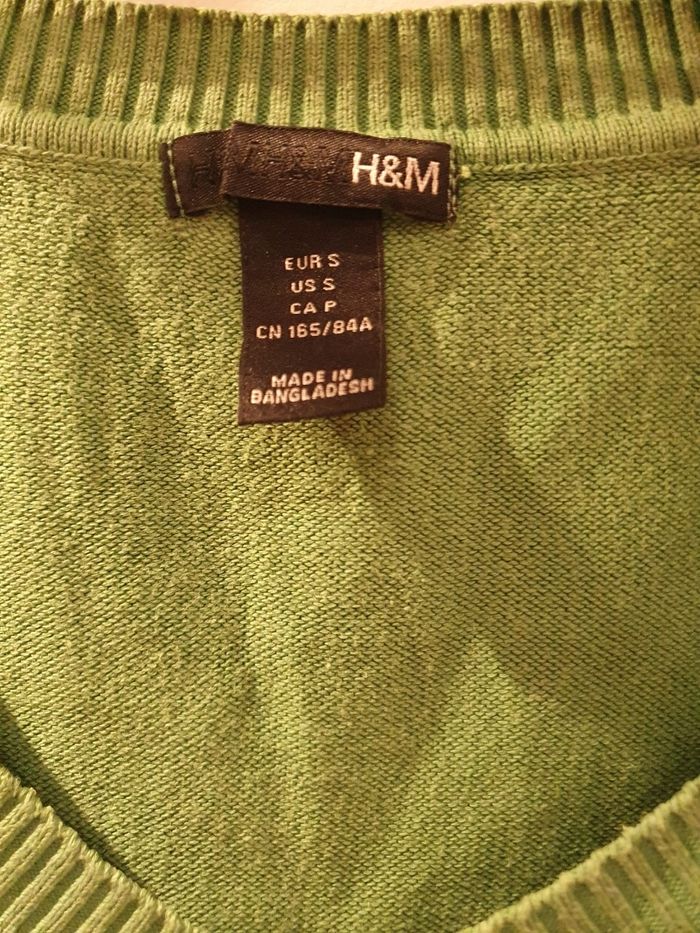 H&M
EUR S
US S
CA P
CN 165/84A
MADE IN
BANGLADESH